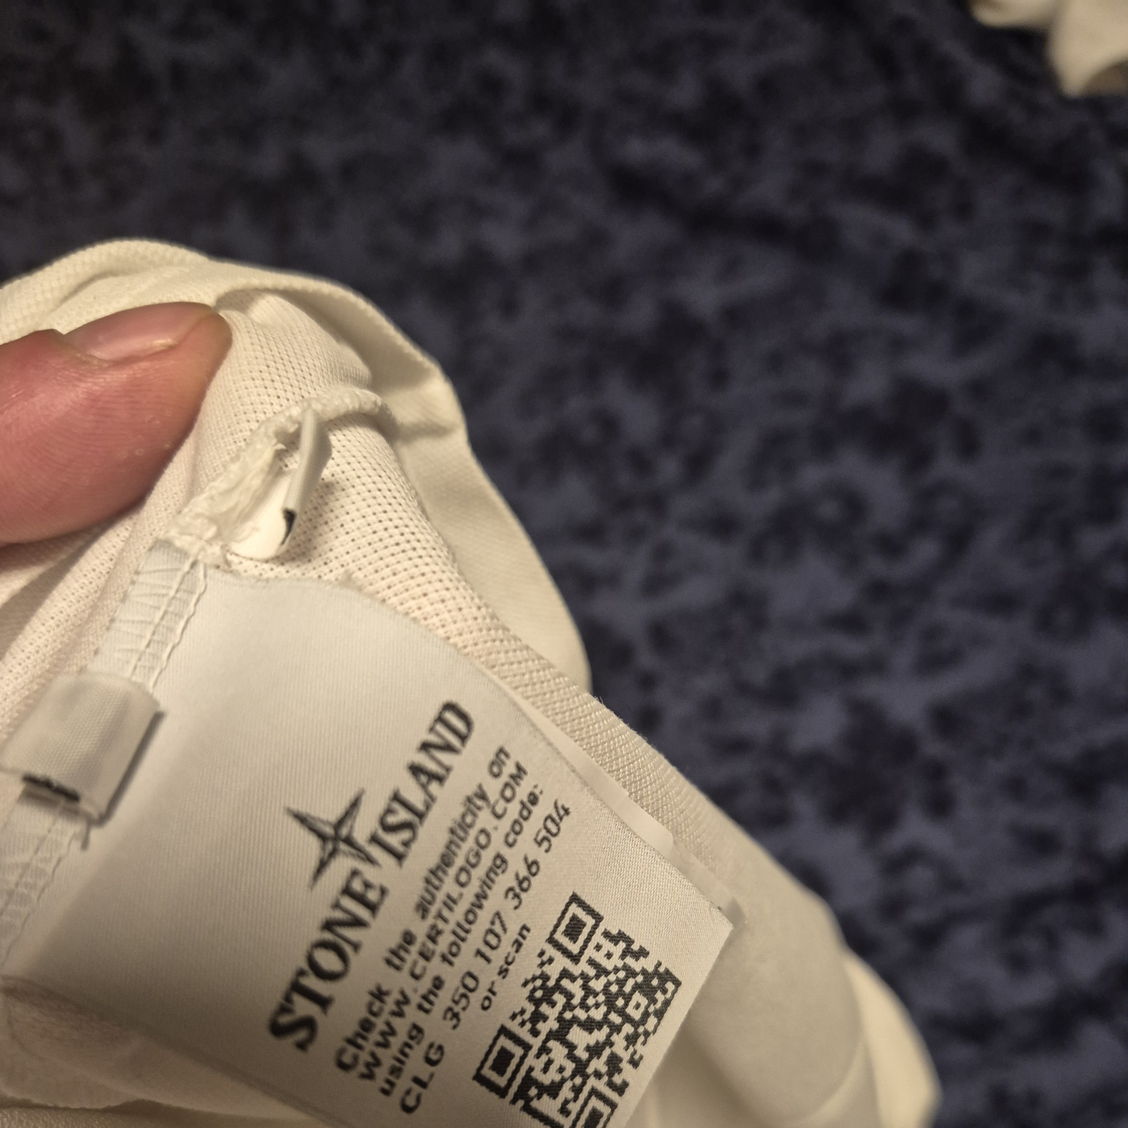 STONE ISLAND
Check the authenticity on
WWW.CERTILOGO.COM
using the following code:
CLG 350 107 366 504
or scan